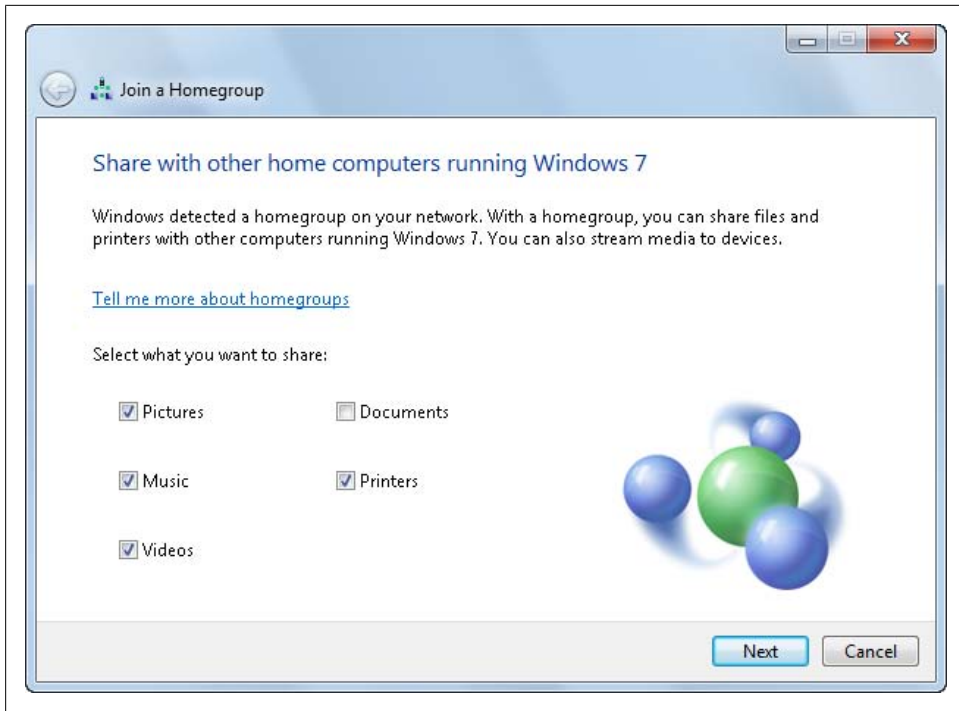 Join a Homegroup
Share with other home computers running Windows 7
Windows detected a homegroup on your network. With a homegroup, you can share files and
printers with other computers running Windows 7. You can also stream media to devices.
Tell me more about homegroups
Select what you want to share:
Pictures
Documents
Music
Printers
Videos
Next
Cancel